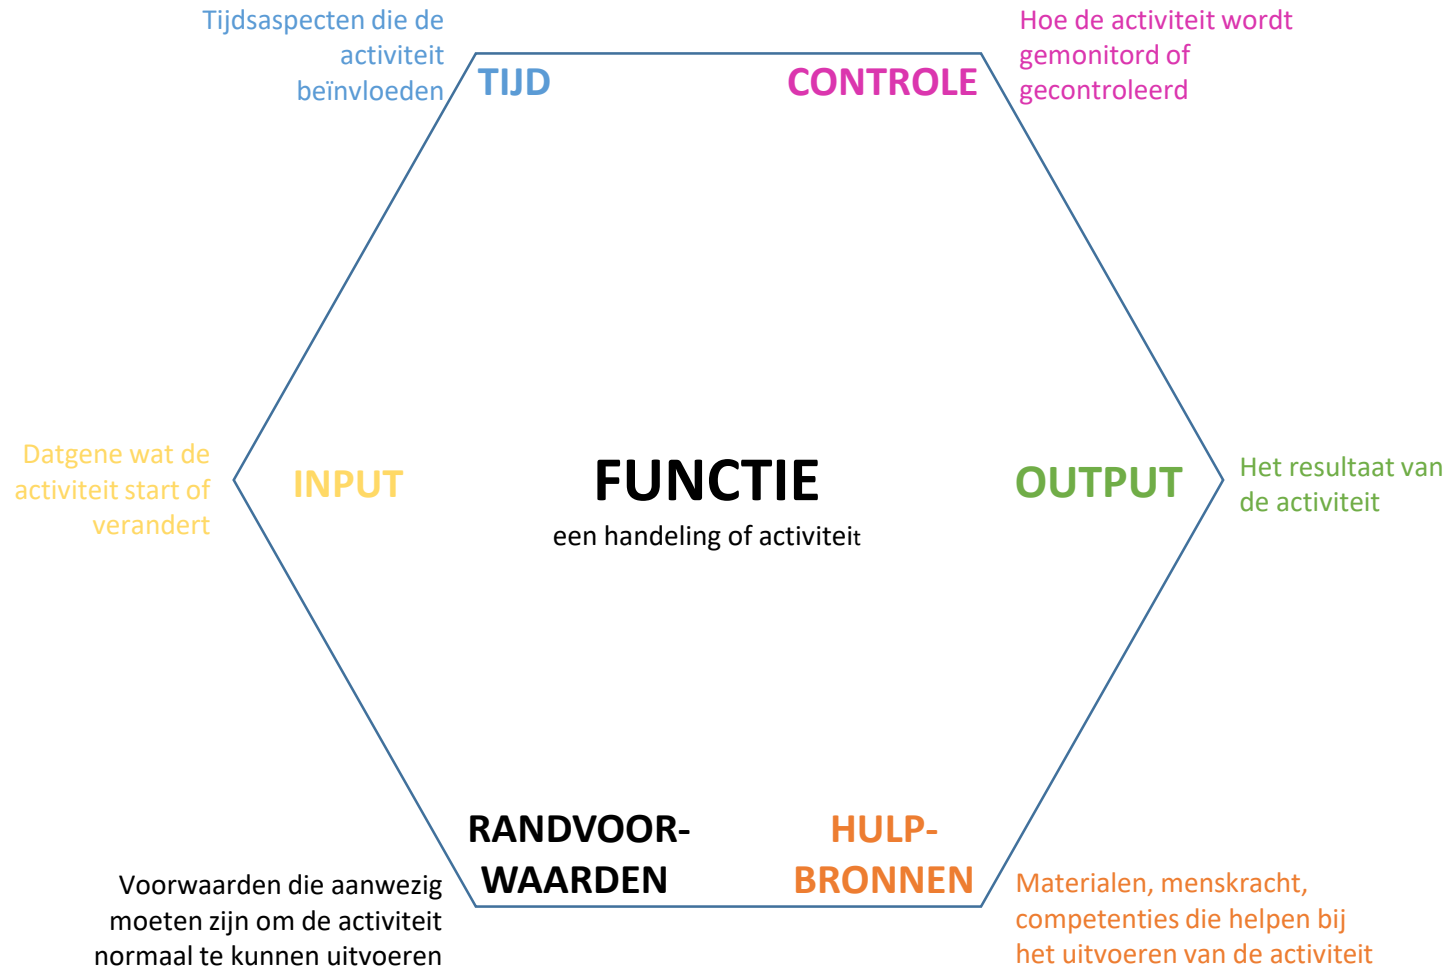 Tijdsaspecten die de
activiteit
beïnvloeden
TIJD
CONTROLE
Hoe de activiteit wordt
gemonitord of
gecontroleerd
Datgene wat de
activiteit start of
verandert
INPUT
FUNCTIE
een handeling of activiteit
OUTPUT
Het resultaat van
de activiteit
RANDVOOR-
WAARDEN
Voorwaarden die aanwezig
moeten zijn om de activiteit
normaal te kunnen uitvoeren
HULP-
BRONNEN
Materialen, menskracht,
competenties die helpen bij
het uitvoeren van de activiteit